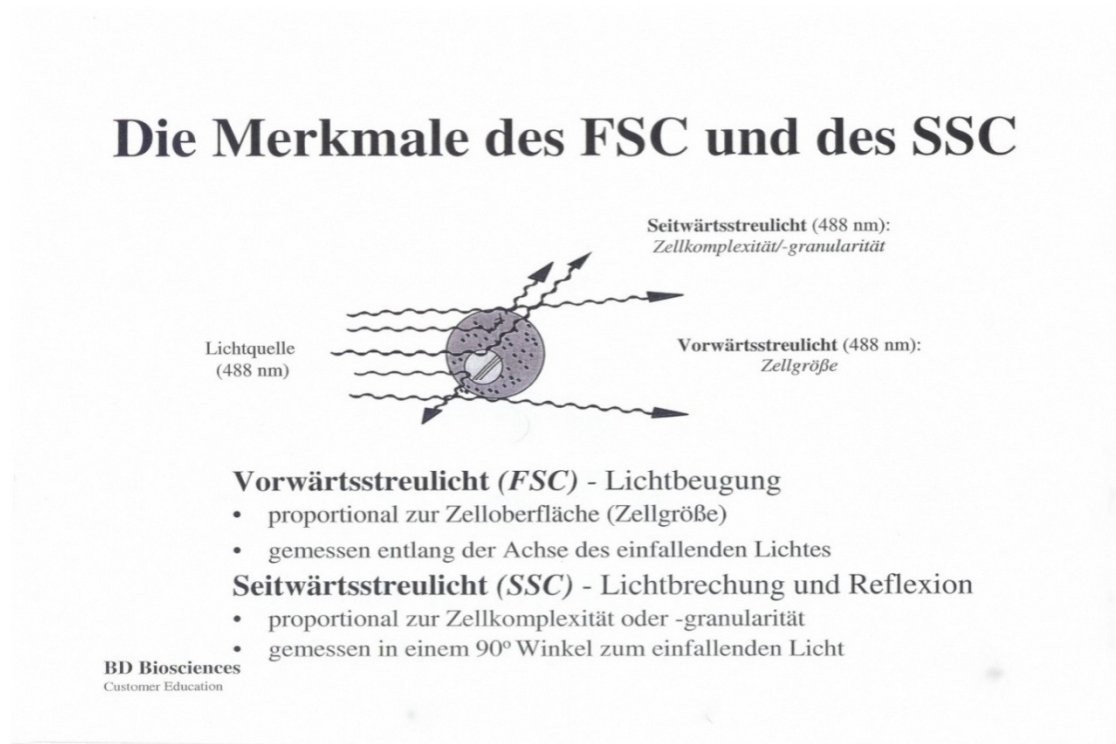 Die Merkmale des FSC und des SSC
Seitwärtsstreulicht (488 nm):
Zellkomplexität/-granularität
Lichtquelle
(488 nm)
Vorwärtsstreulicht (488 nm):
Zellgröße
Vorwärtsstreulicht (FSC) - Lichtbeugung
• proportional zur Zelloberfläche (Zellgröße)
• gemessen entlang der Achse des einfallenden Lichtes
Seitwärtsstreulicht (SSC) - Lichtbrechung und Reflexion
• proportional zur Zellkomplexität oder -granularität
• gemessen in einem 90º Winkel zum einfallenden Licht
BD Biosciences
Customer Education